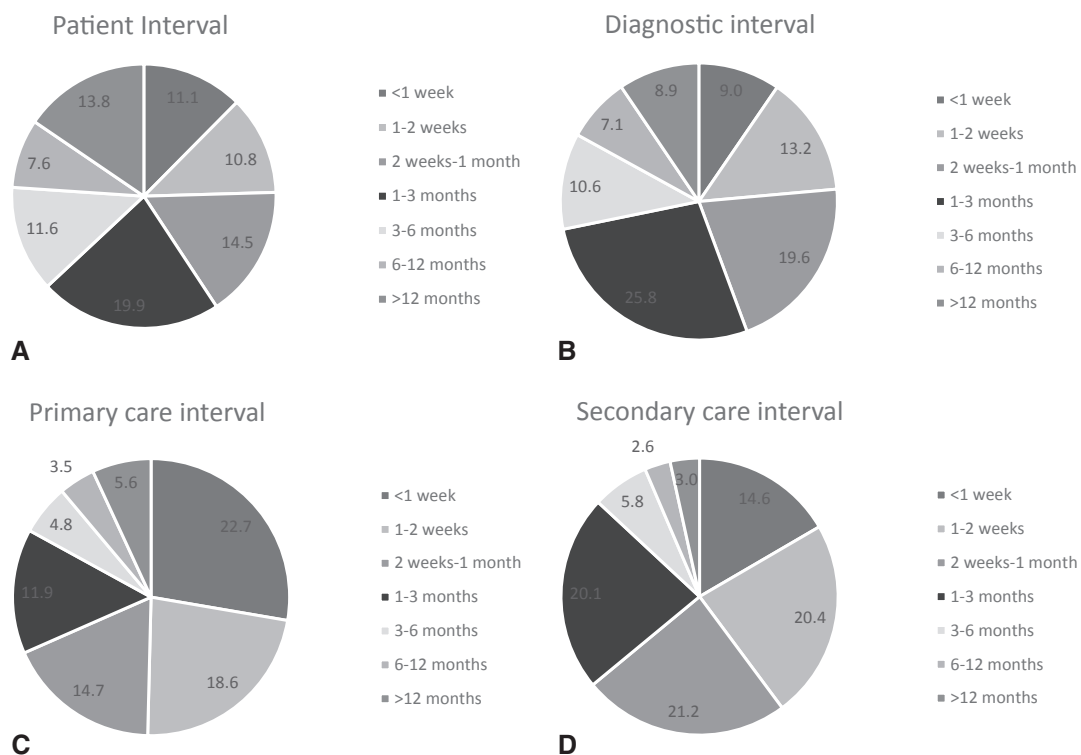 Patient Interval
11.1
10.8
14.5
19.9
11.6
7.6
13.8
<1 week
1-2 weeks
2 weeks-1 month
1-3 months
3-6 months
6-12 months
>12 months
A
Diagnostic interval
9.0
13.2
19.6
25.8
10.6
7.1
8.9
<1 week
1-2 weeks
2 weeks-1 month
1-3 months
3-6 months
6-12 months
>12 months
B
Primary care interval
22.7
18.6
14.7
11.9
4.8
3.5
5.6
<1 week
1-2 weeks
2 weeks-1 month
1-3 months
3-6 months
6-12 months
>12 months
C
Secondary care interval
14.6
20.4
21.2
20.1
5.8
2.6
3.0
<1 week
1-2 weeks
2 weeks-1 month
1-3 months
3-6 months
6-12 months
>12 months
D